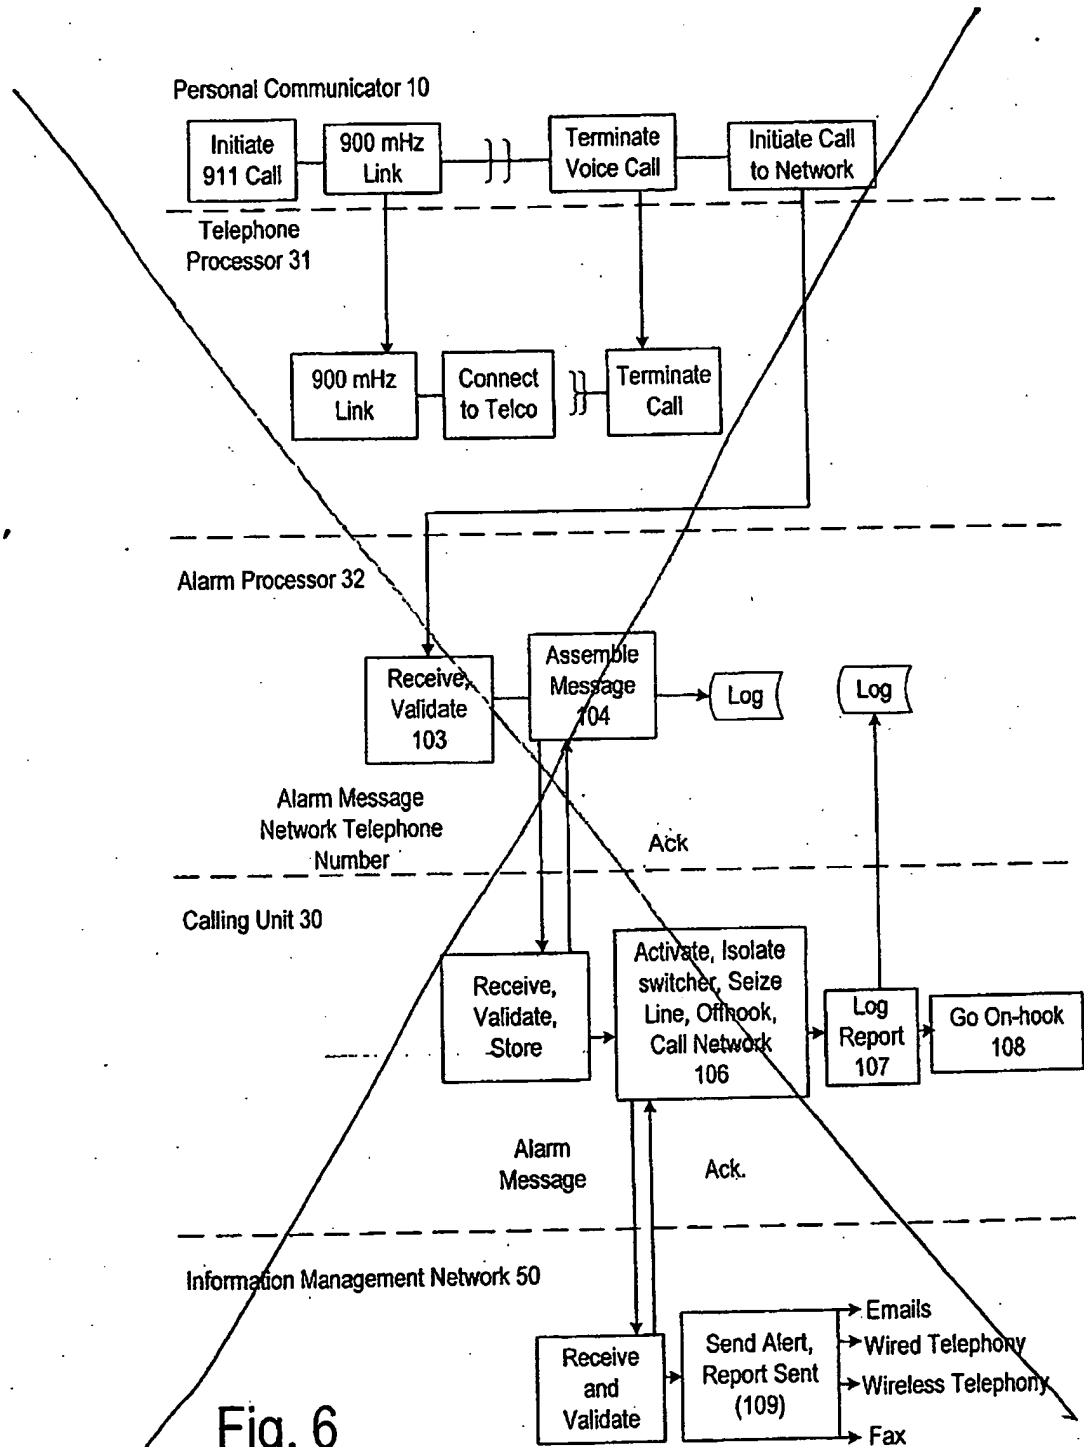 Personal Communicator 10
Initiate
911 Call
900 mHz
Link
Terminate
Voice Call
Initiate Call
to Network
Telephone
Processor 31
900 mHz
Link
Connect
to Telco
Terminate
Call
Alarm Processor 32
Receive,
Validate
103
Assemble
Message
104
Log
Log
Alarm Message
Network Telephone
Number
Ack
Calling Unit 30
Receive,
Validate,
Store
Activate, Isolate
switcher, Seize
Line, Offhook,
Call Network
106
Log
Report
107
Go On-hook
108
Alarm
Message
Ack.
Information Management Network 50
Receive
and
Validate
Send Alert,
Report Sent
(109)
Emails
Wired Telephony
Wireless Telephony
Fax
Fig. 6